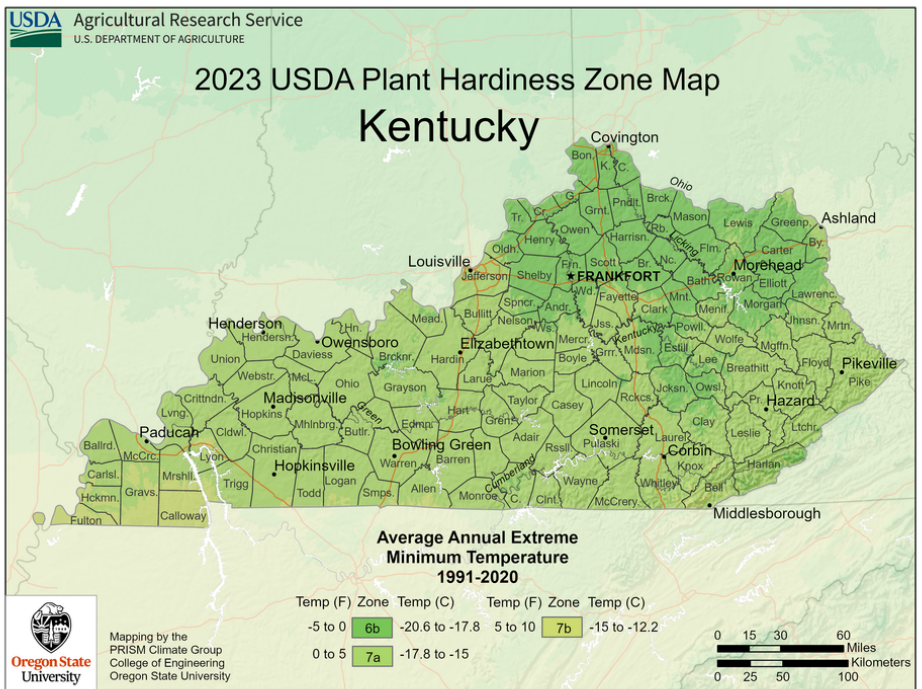 USDA
Agricultural Research Service
U.S. DEPARTMENT OF AGRICULTURE
2023 USDA Plant Hardiness Zone Map
Kentucky
Covington
Bon. K. C.
Ohio
G. Pndlt. Brck.
Tr. Cr. Grnt. Mason Lewis Greenp.
Ashland
Owen Rb. By.
Henry Harrisn. Licking Flm. Carter
Oldh.
Louisville
Jefferson Shelby Frn. Scott Br. Nc. Morehead
FRANKFORT Bath Rowan Elliott
Wd. Fayette Mnt. Lawrenc.
Spncr. Andr. Clark Menif. Morgan
Bullitt Jss. Powll. Jhnsn. Mrtn.
Mead. Nelson Ws. Kentucky Wolfe
Henderson
Hendersn. Hn. Mercr. Estill Mgffn.
Owensboro Elizabethtown Grrr. Mdsn. Lee
Union Daviess Brcknr. Hardin Boyle Breathitt Floyd Pikeville
Webstr. McL. Ohio Grayson Larue Marion Lincoln Jcksn. Owsl. Knott Pike
Crittndn. Madisonville Taylor Rckcs. Pr. Hazard
Lvng. Hopkins Green Hart Grens. Casey Clay
Mhlnbrg. Butlr. Edmp. Ltchr.
Paducah Cldwl. Adair Somerset Laurel Leslie
Ballrd. McCrc. Lyon Christian Bowling Green Rssll. Pulaski Corbin
Warren Barren Knox Harlan
Carlsl. Mrshll. Hopkinsville Cumberland
Trigg Logan Wayne Whitley Bell
Hckmn. Gravs. Todd Smps. Allen Monroe C. Clnt. McCrery.
Fulton Calloway Middlesborough
Average Annual Extreme
Minimum Temperature
1991-2020
Temp (F) Zone Temp (C) Temp (F) Zone Temp (C)
-5 to 0 6b -20.6 to -17.8 5 to 10 7b -15 to -12.2
0 to 5 7a -17.8 to -15
Oregon State
University
Mapping by the
PRISM Climate Group
College of Engineering
Oregon State University
0 15 30 60
Miles
Kilometers
0 25 50 100